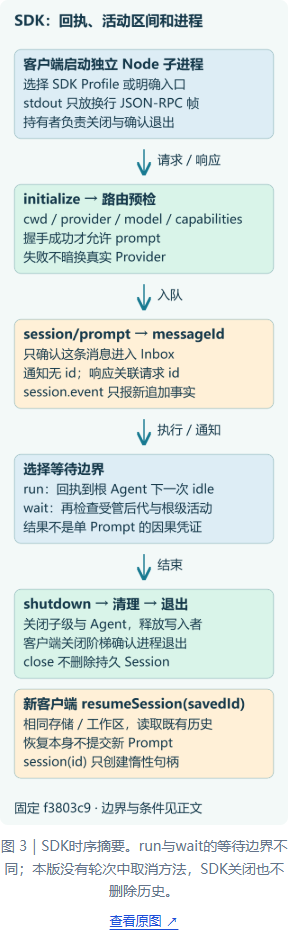 SDK：回执、活动区间和进程
客户端启动独立 Node 子进程
选择 SDK Profile 或明确入口
stdout 只放换行 JSON-RPC 帧
持有者负责关闭与确认退出
请求 / 响应
initialize → 路由预检
cwd / provider / model / capabilities
握手成功才允许 prompt
失败不暗换真实 Provider
入队
session/prompt → messageId
只确认这条消息进入 Inbox
通知无 id；响应关联请求 id
session.event 只报新追加事实
执行 / 通知
选择等待边界
run：回执到根 Agent 下一次 idle
wait：再检查受管后代与根级活动
结果不是单 Prompt 的因果凭证
结束
shutdown → 清理 → 退出
关闭子级与 Agent，释放写入者
客户端关闭阶梯确认进程退出
close 不删除持久 Session
新客户端 resumeSession(savedId)
相同存储 / 工作区，读取既有历史
恢复本身不提交新 Prompt
session(id) 只创建惰性句柄
固定 f3803c9 · 边界与条件见正文
图 3｜SDK时序摘要。run与wait的等待边界不
同；本版没有轮次中取消方法，SDK关闭也不
删除历史。
查看原图 ↗